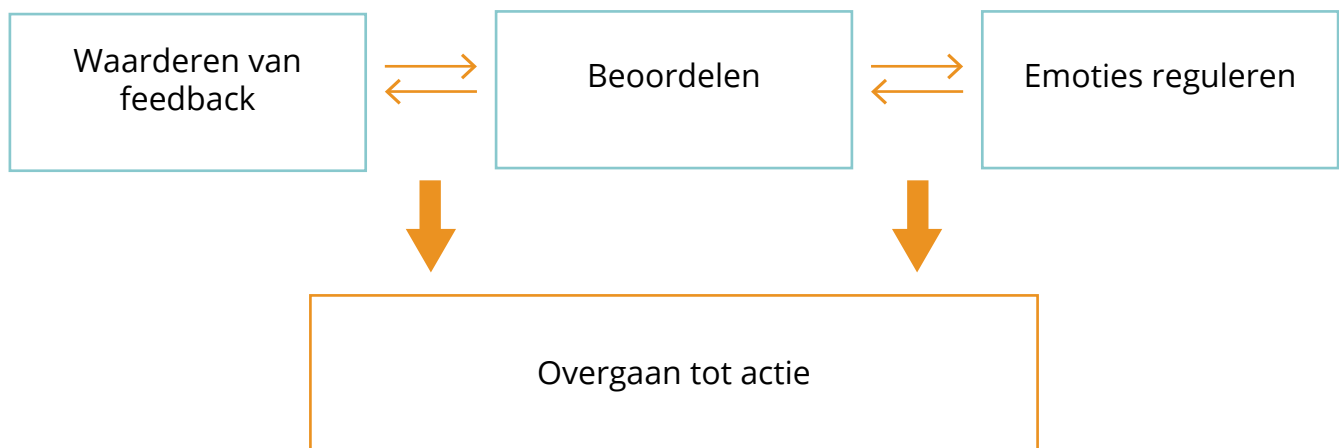 Waarderen van
feedback
Beoordelen
Emoties reguleren
Overgaan tot actie